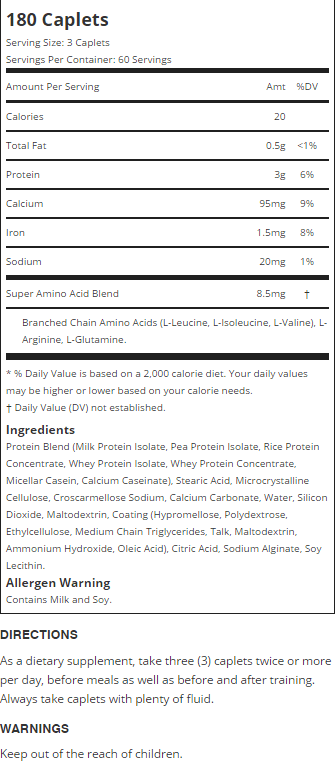 180 Caplets
Serving Size: 3 Caplets
Servings Per Container: 60 Servings
Amount Per Serving Amt %DV
Calories 20
Total Fat 0.5g <1%
Protein 3g 6%
Calcium 95mg 9%
Iron 1.5mg 8%
Sodium 20mg 1%
Super Amino Acid Blend 8.5mg †
Branched Chain Amino Acids (L-Leucine, L-Isoleucine, L-Valine), L-
Arginine, L-Glutamine.
* % Daily Value is based on a 2,000 calorie diet. Your daily values
may be higher or lower based on your calorie needs.
† Daily Value (DV) not established.
Ingredients
Protein Blend (Milk Protein Isolate, Pea Protein Isolate, Rice Protein
Concentrate, Whey Protein Isolate, Whey Protein Concentrate,
Micellar Casein, Calcium Caseinate), Stearic Acid, Microcrystalline
Cellulose, Croscarmellose Sodium, Calcium Carbonate, Water, Silicon
Dioxide, Maltodextrin, Coating (Hypromellose, Polydextrose,
Ethylcellulose, Medium Chain Triglycerides, Talk, Maltodextrin,
Ammonium Hydroxide, Oleic Acid), Citric Acid, Sodium Alginate, Soy
Lecithin.
Allergen Warning
Contains Milk and Soy.
DIRECTIONS
As a dietary supplement, take three (3) caplets twice or more
per day, before meals as well as before and after training.
Always take caplets with plenty of fluid.
WARNINGS
Keep out of the reach of children.